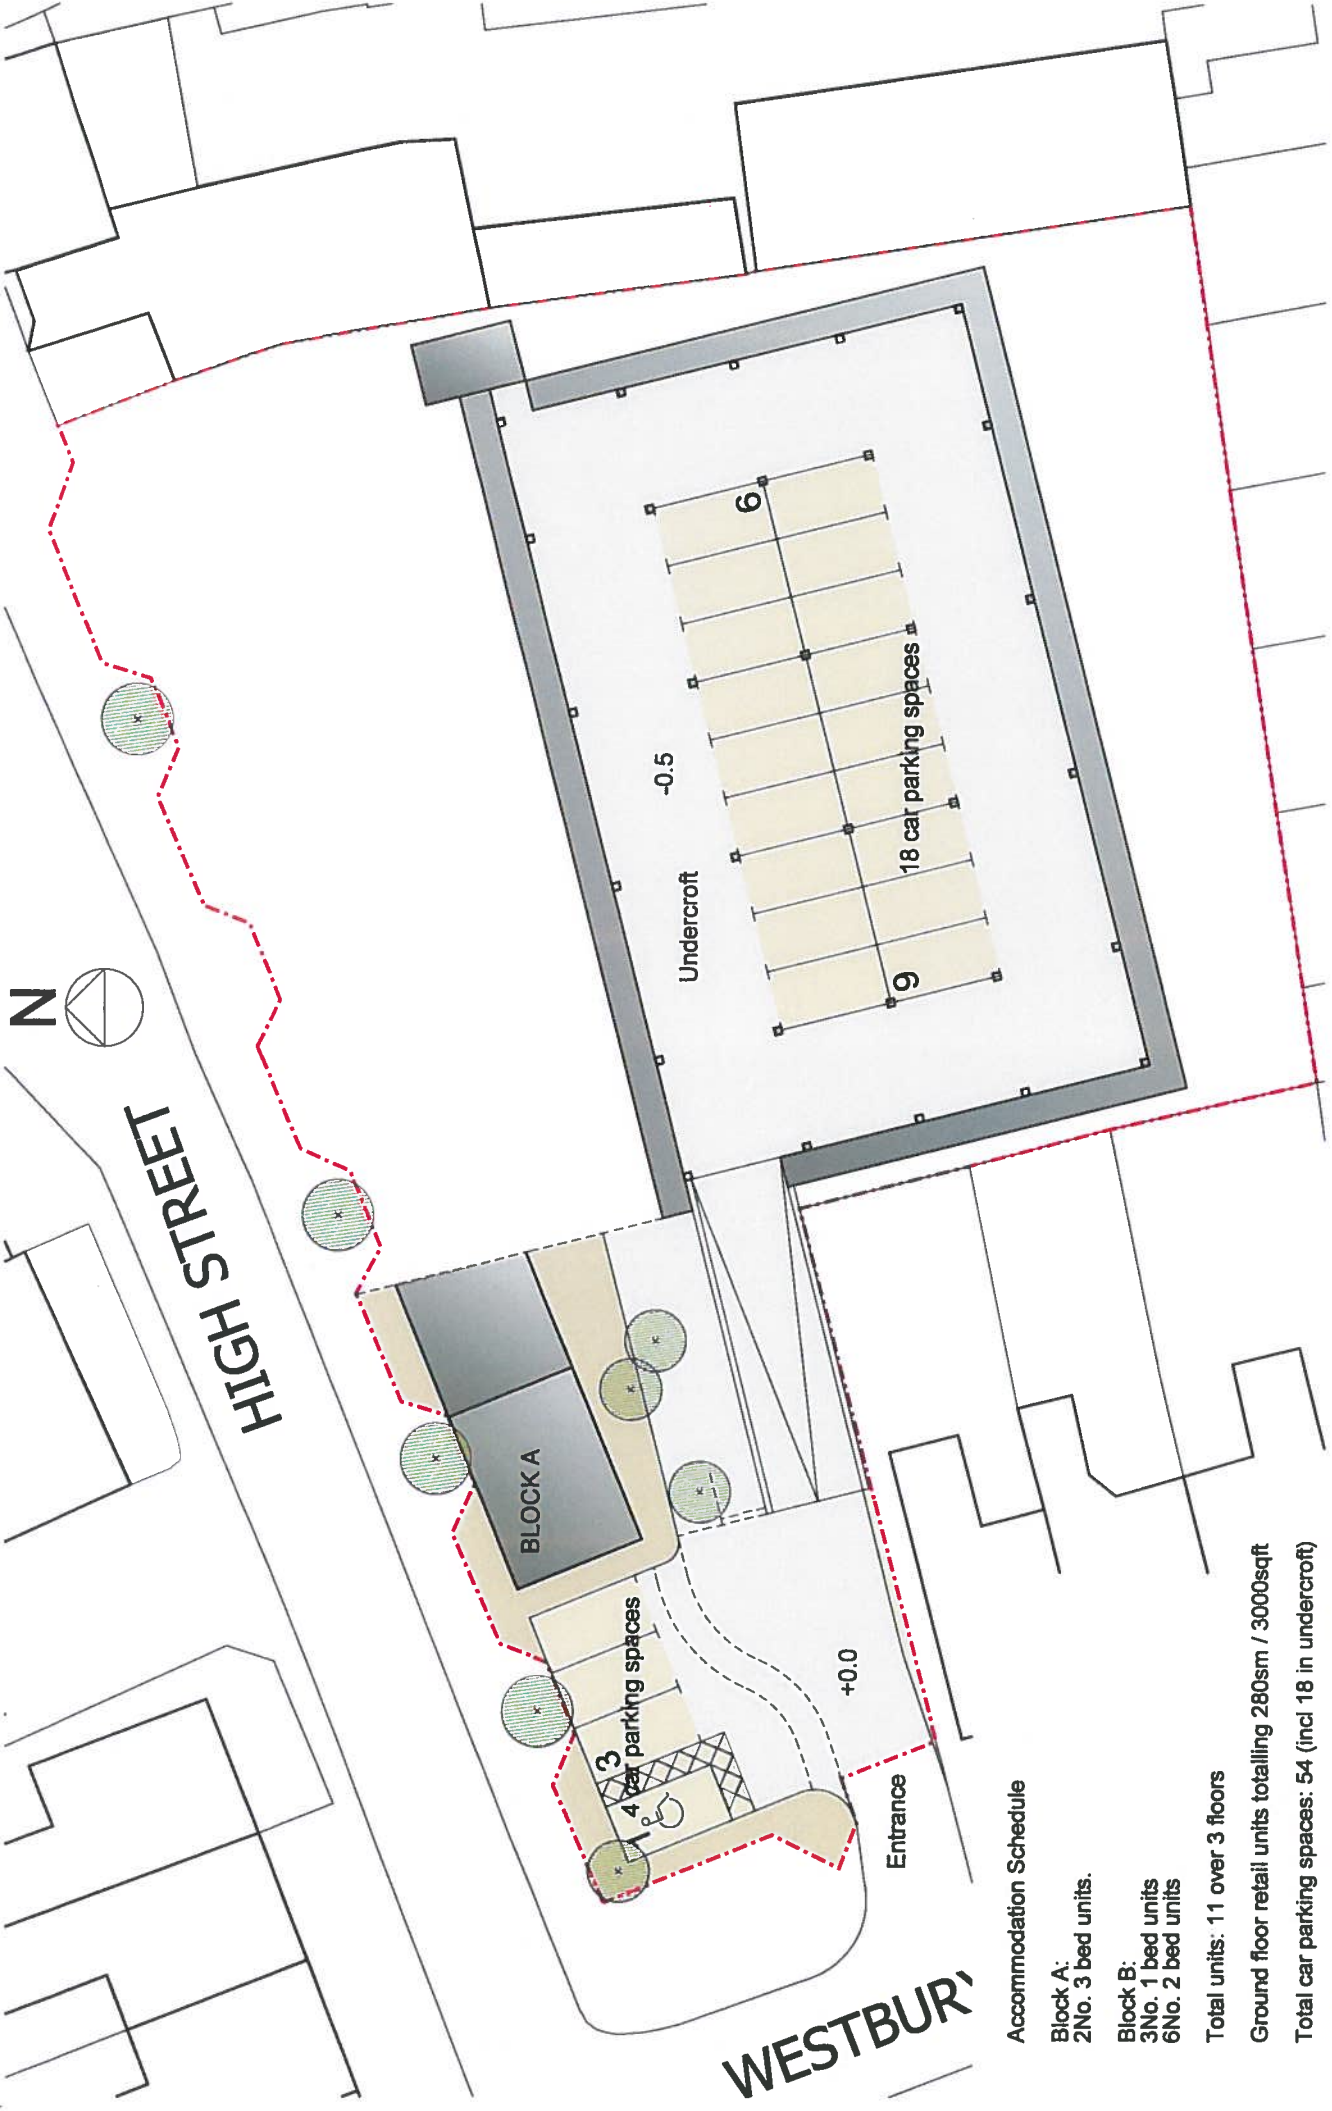 N
HIGH STREET
-0.5
Undercroft
6
18 car parking spaces
9
BLOCK A
3
4 car parking spaces
+0.0
Entrance
WESTBURY
Accommodation Schedule
Block A:
2No. 3 bed units.
Block B:
3No. 1 bed units
6No. 2 bed units
Total units: 11 over 3 floors
Ground floor retail units totalling 280sm / 3000sqft
Total car parking spaces: 54 (incl 18 in undercroft)